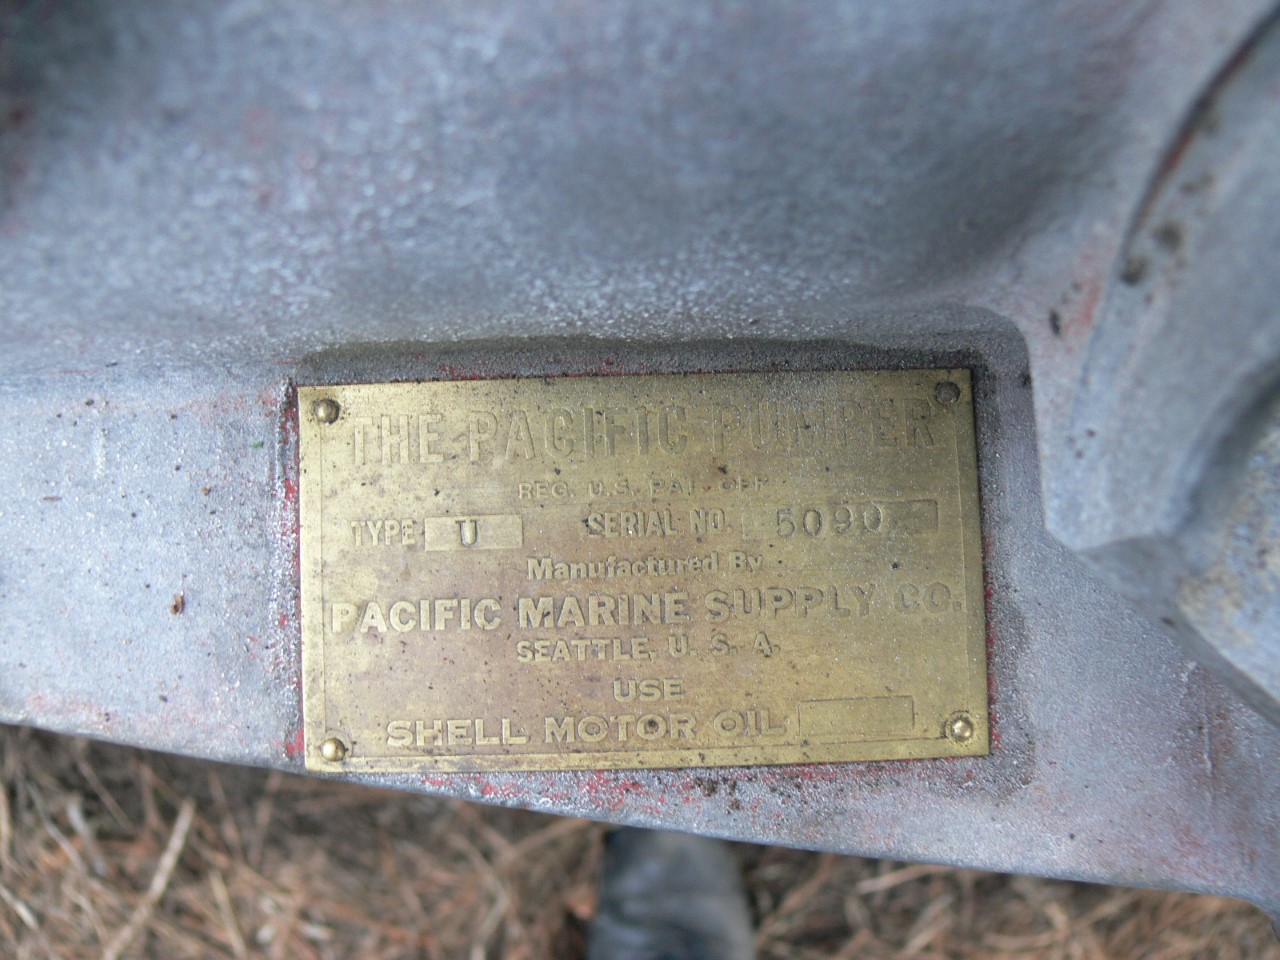 THE PACIFIC PUMPER
REG. U.S. PAT. OFF.
TYPE U SERIAL NO. 5090
Manufactured By
PACIFIC MARINE SUPPLY CO.
SEATTLE, U. S. A.
USE
SHELL MOTOR OIL